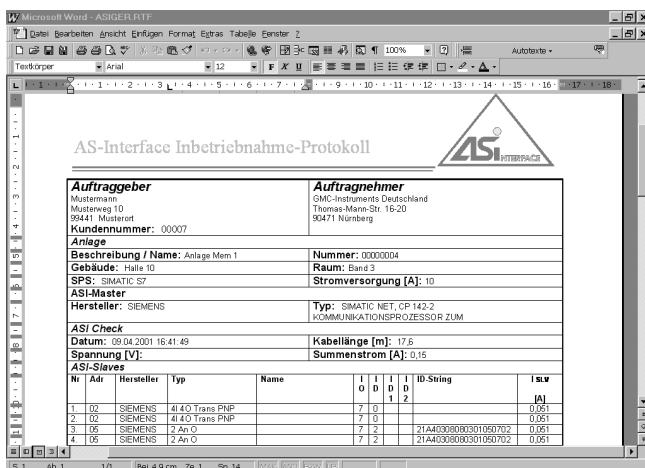 Microsoft Word - ASIGER.RTF
Datei Bearbeiten Ansicht Einfügen Format Extras Tabelle Fenster ?
100% Autotexte
Textkörper Arial 12 F K U
AS-Interface Inbetriebnahme-Protokoll
ASI INTERFACE
Auftraggeber Auftragnehmer
Mustermann GMC-Instruments Deutschland
Musterweg 10 Thomas-Mann-Str. 16-20
99441 Musterort 90471 Nürnberg
Kundennummer: 00007
Anlage
Beschreibung / Name: Anlage Mem 1 Nummer: 00000004
Gebäude: Halle 10 Raum: Band 3
SPS: SIMATIC S7 Stromversorgung [A]: 10
ASI-Master
Hersteller: SIEMENS Typ: SIMATIC NET, CP 142-2
KOMMUNIKATIONSPROZESSOR ZUM
ASI Check
Datum: 09.04.2001 16:41:49 Kabellänge [m]: 17,6
Spannung [V]: Summenstrom [A]: 0,15
ASI-Slaves
Nr Adr Hersteller Typ Name IO ID ID1 ID2 ID-String I SLV [A]
1. 02 SIEMENS 4I 4O Trans PNP 7 0 0,051
2. 02 SIEMENS 4I 4O Trans PNP 7 0 0,051
3. 05 SIEMENS 2 An O 7 2 21A40308080301050702 0,051
4. 05 SIEMENS 2 An O 7 2 21A40308080301050702 0,051
S 1 Ab 1 1/1 Bei 4,9 cm Ze 1 Sp 14